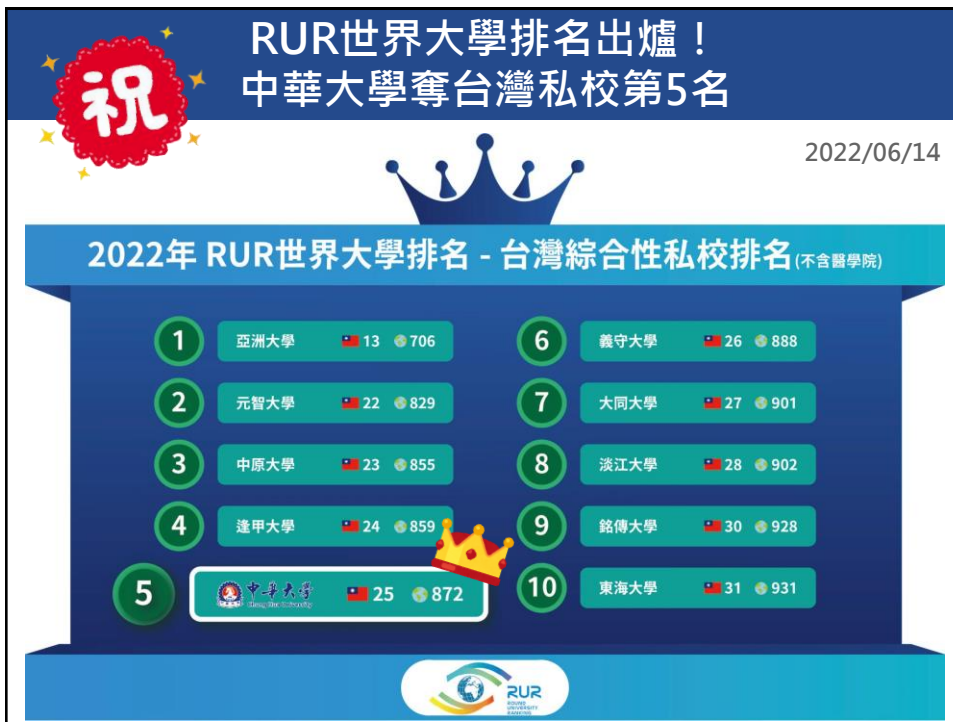 祝
RUR世界大學排名出爐！
中華大學奪台灣私校第5名
2022/06/14
2022年 RUR世界大學排名 - 台灣綜合性私校排名(不含醫學院)
1 亞洲大學 13 706
2 元智大學 22 829
3 中原大學 23 855
4 逢甲大學 24 859
5 中華大學 Chung Hua University 25 872
6 義守大學 26 888
7 大同大學 27 901
8 淡江大學 28 902
9 銘傳大學 30 928
10 東海大學 31 931
RUR
ROUND
UNIVERSITY
RANKING